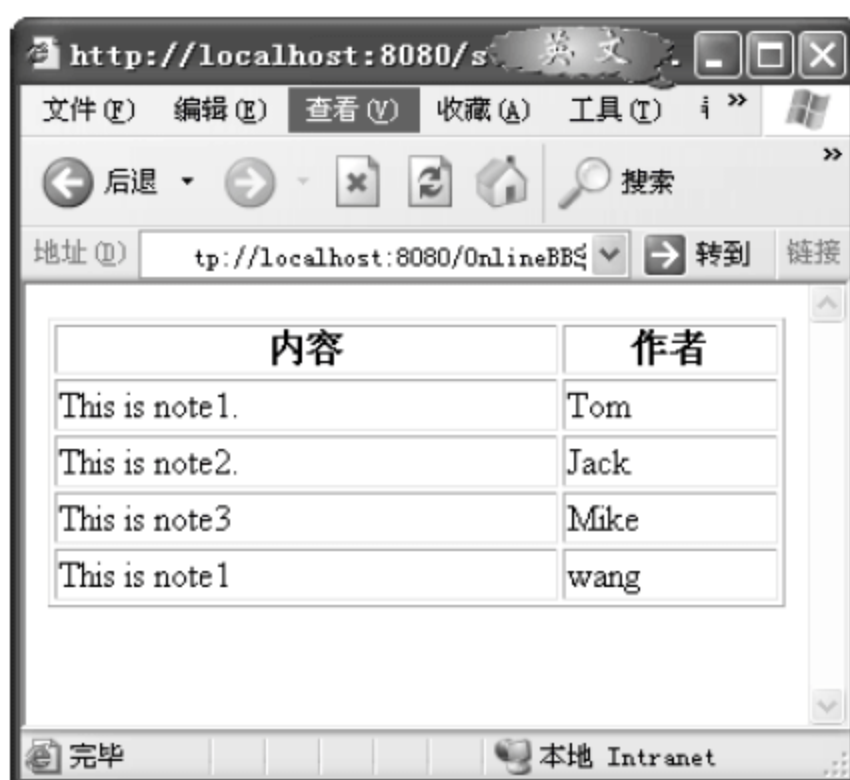 http://localhost:8080/s 英文
文件(F) 编辑(E) 查看(V) 收藏(A) 工具(T) »
后退 搜索 »
地址(D) tp://localhost:8080/OnlineBBS 转到 链接
内容 作者
This is note1. Tom
This is note2. Jack
This is note3 Mike
This is note1 wang
完毕 本地 Intranet